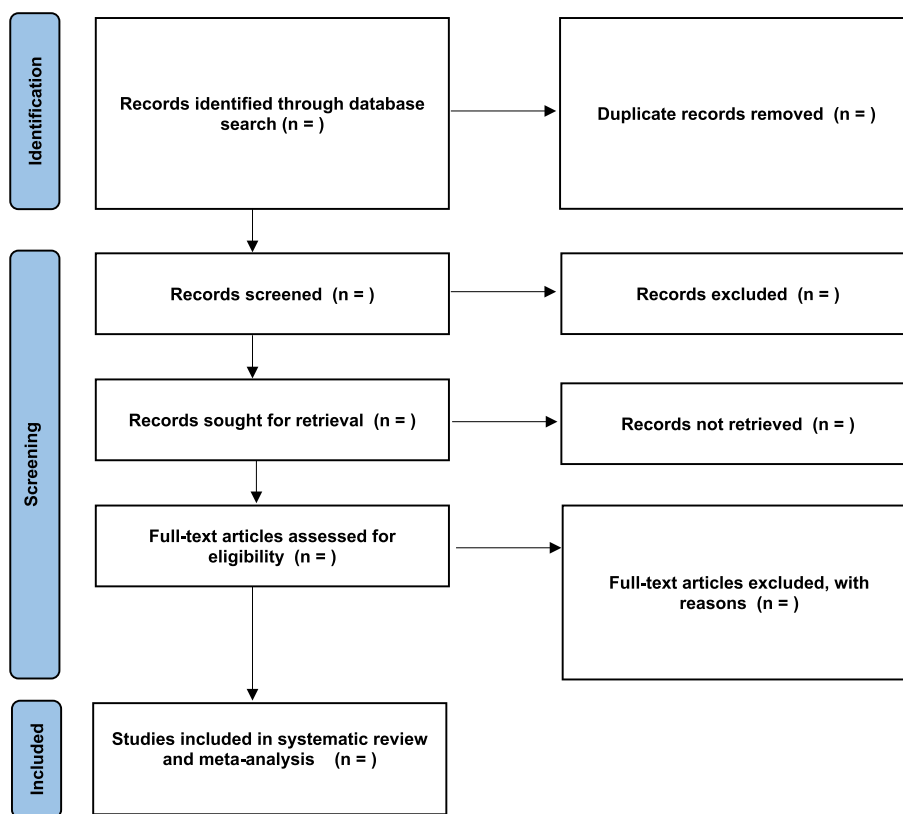 Identification
Records identified through database
search (n = )
Duplicate records removed (n = )
Screening
Records screened (n = )
Records excluded (n = )
Records sought for retrieval (n = )
Records not retrieved (n = )
Full-text articles assessed for
eligibility (n = )
Full-text articles excluded, with
reasons (n = )
Included
Studies included in systematic review
and meta-analysis (n = )